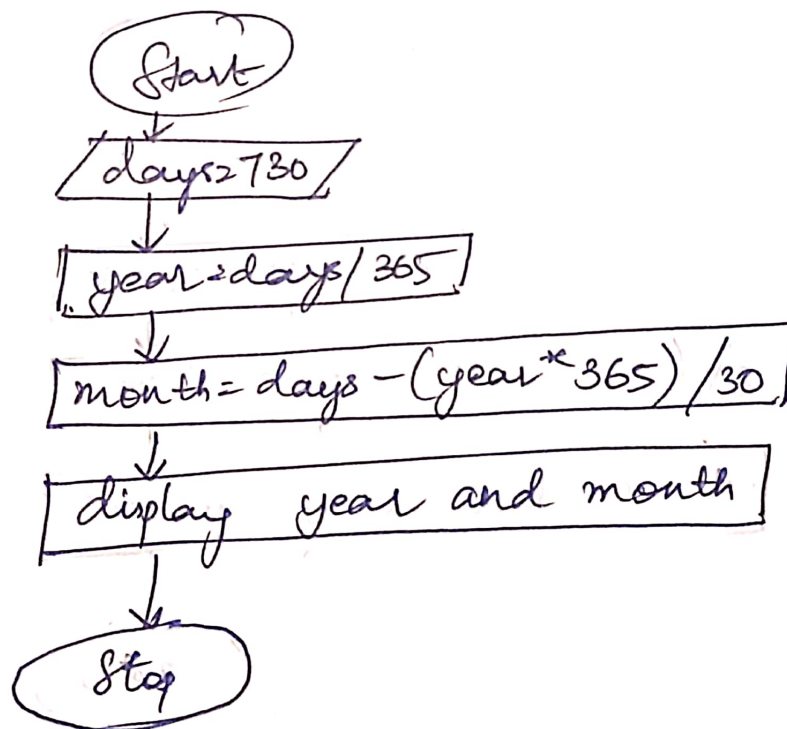 Start
days=730
year=days/365
month=days-(year*365)/30
display year and month
Stop